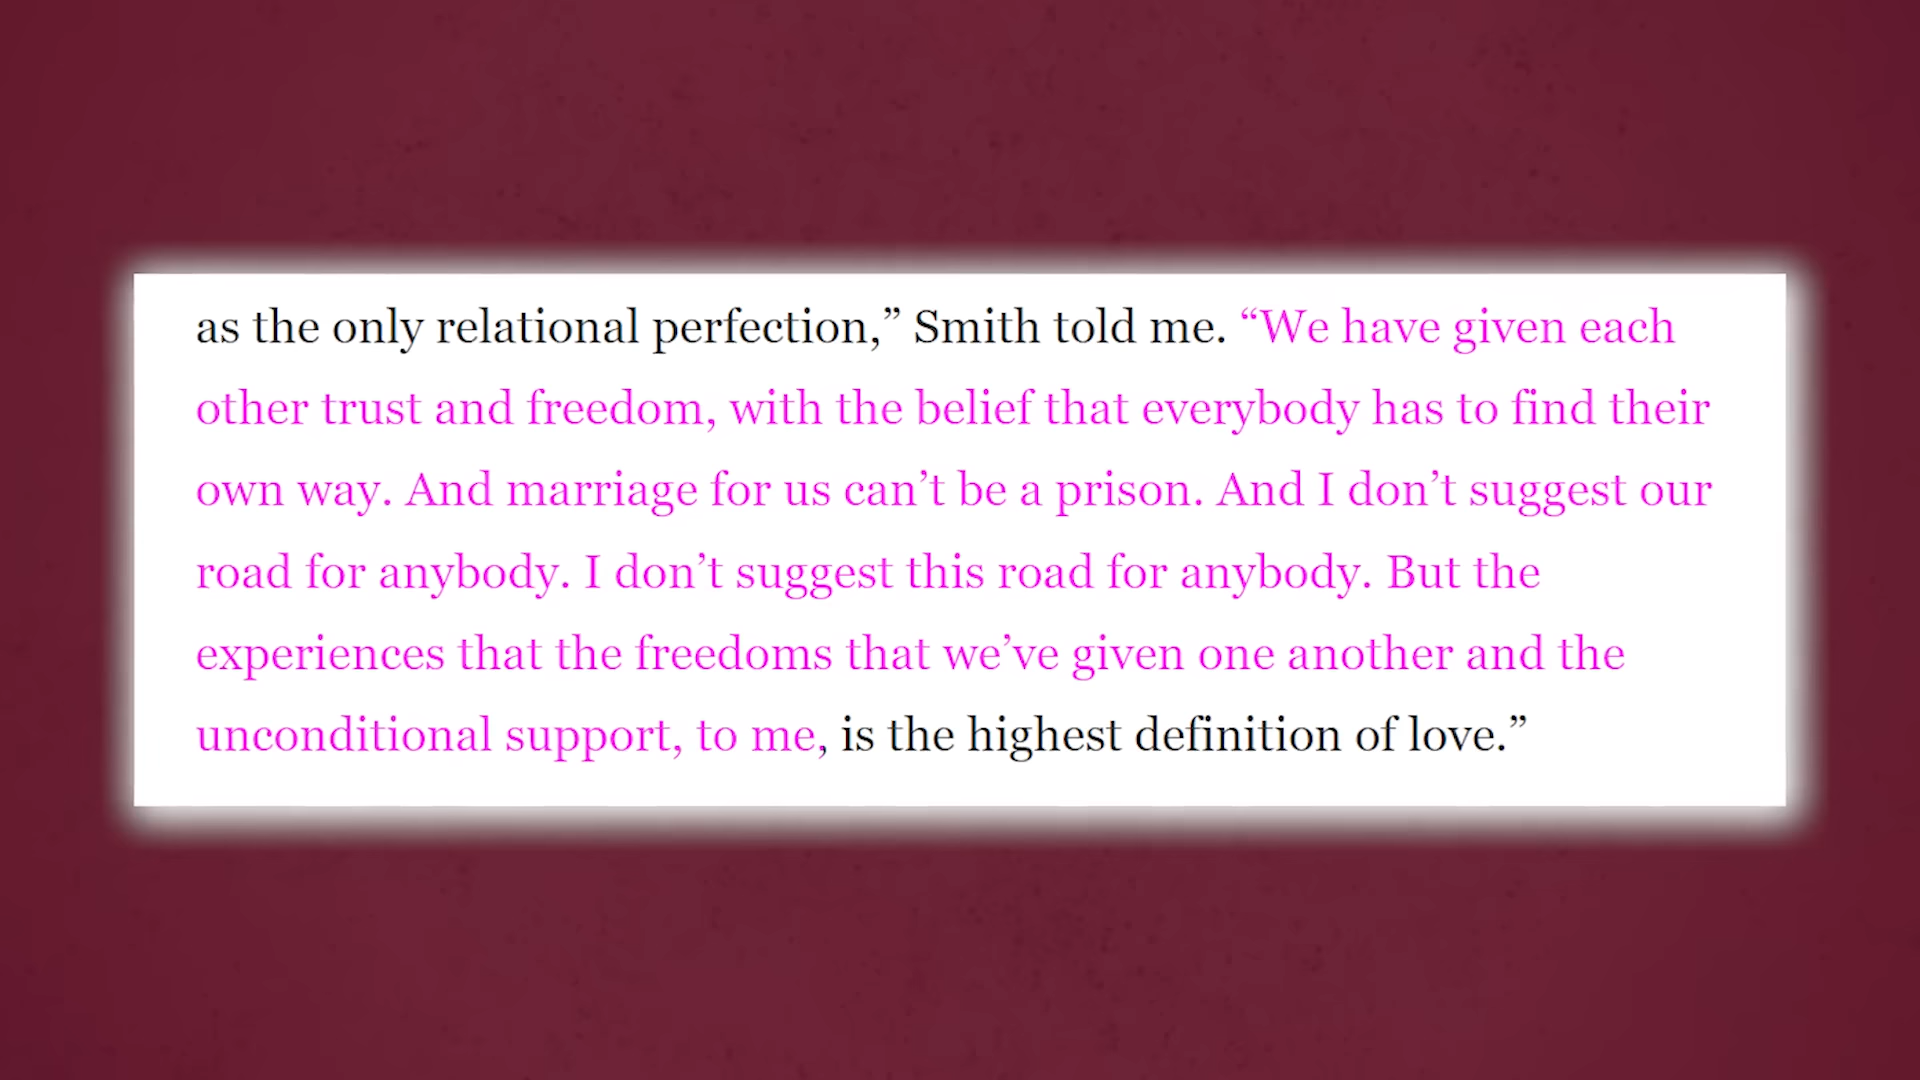 as the only relational perfection,” Smith told me. “We have given each
other trust and freedom, with the belief that everybody has to find their
own way. And marriage for us can’t be a prison. And I don’t suggest our
road for anybody. I don’t suggest this road for anybody. But the
experiences that the freedoms that we’ve given one another and the
unconditional support, to me, is the highest definition of love.”